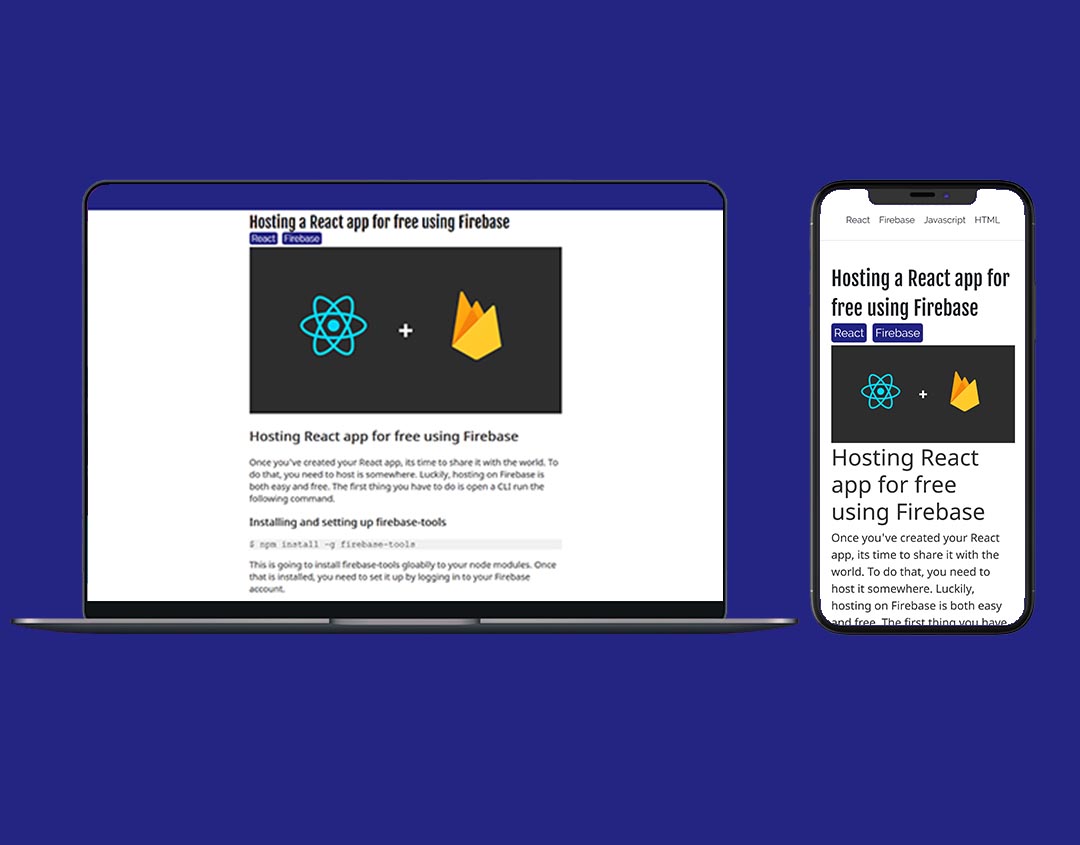 Hosting a React app for free using Firebase
React Firebase
+
Hosting React app for free using Firebase
Once you've created your React app, its time to share it with the world. To
do that, you need to host is somewhere. Luckily, hosting on Firebase is
both easy and free. The first thing you have to do is open a CLI run the
following command.
Installing and setting up firebase-tools
$ npm install -g firebase-tools
This is going to install firebase-tools gloabily to your node modules. Once
that is installed, you need to set it up by logging in to your Firebase
account.
React Firebase Javascript HTML
Hosting a React app for
free using Firebase
React Firebase
+
Hosting React
app for free
using Firebase
Once you've created your React
app, its time to share it with the
world. To do that, you need to
host it somewhere. Luckily,
hosting on Firebase is both easy
and free. The first thing you have